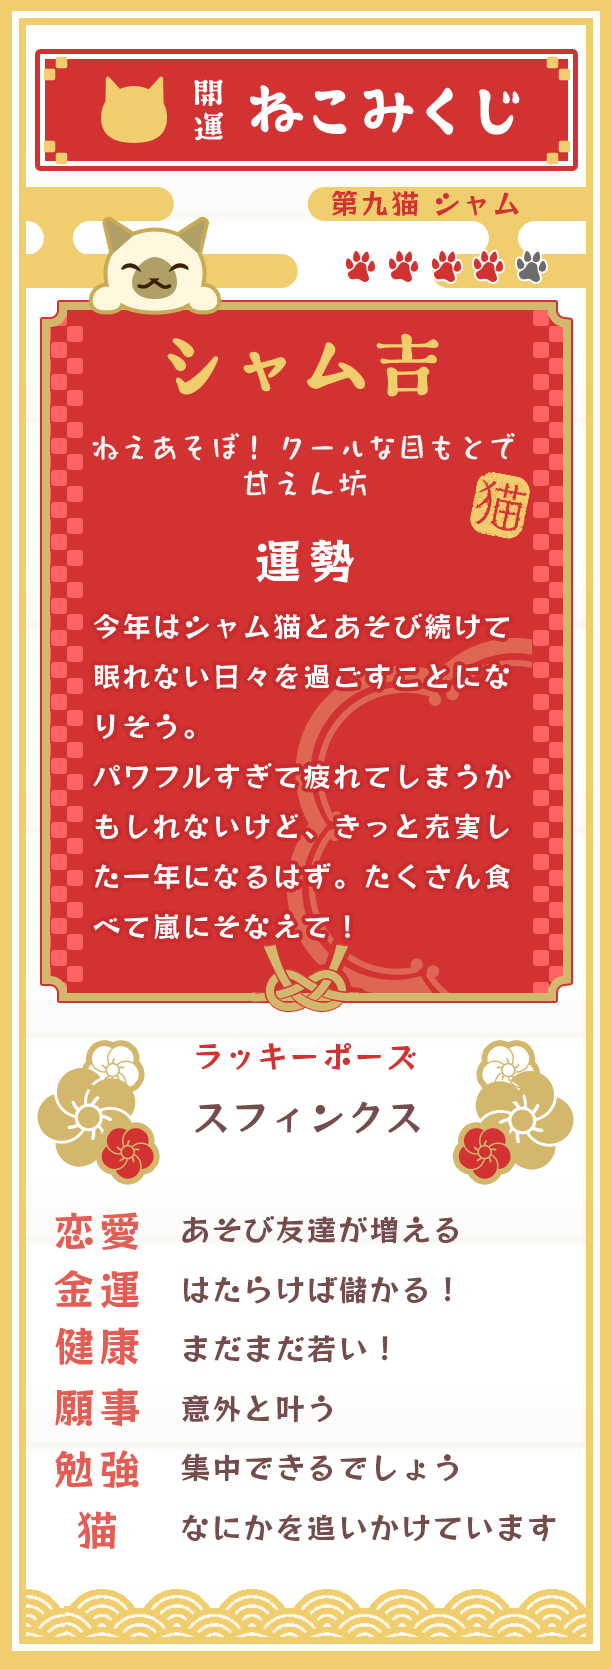 開運 ねこみくじ
第九猫 シャム
シャム吉
ねえあそぼ！ クールな目もとで
甘えん坊
猫
運勢
今年はシャム猫とあそび続けて
眠れない日々を過ごすことにな
りそう。
パワフルすぎて疲れてしまうか
もしれないけど、きっと充実し
た一年になるはず。たくさん食
べて嵐にそなえて！
ラッキーポーズ
スフィンクス
恋愛 あそび友達が増える
金運 はたらけば儲かる！
健康 まだまだ若い！
願事 意外と叶う
勉強 集中できるでしょう
猫 なにかを追いかけています